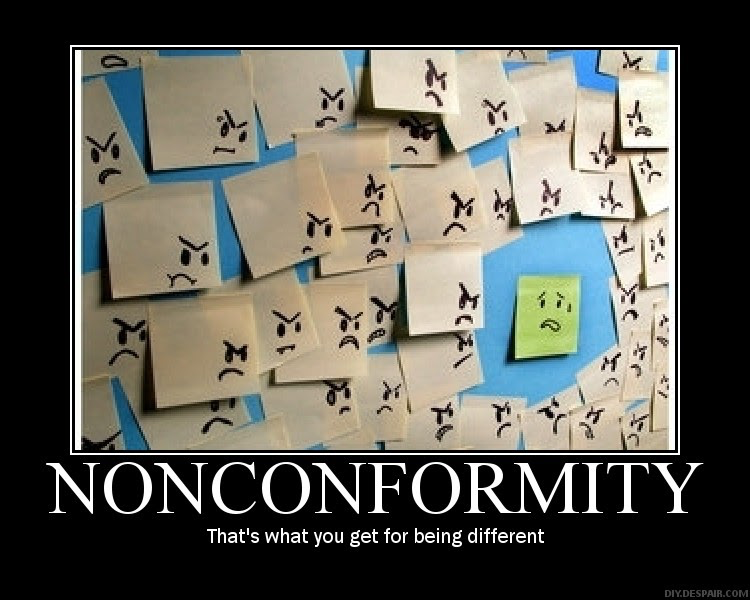 NONCONFORMITY
That's what you get for being different
DIY.DESPAIR.COM